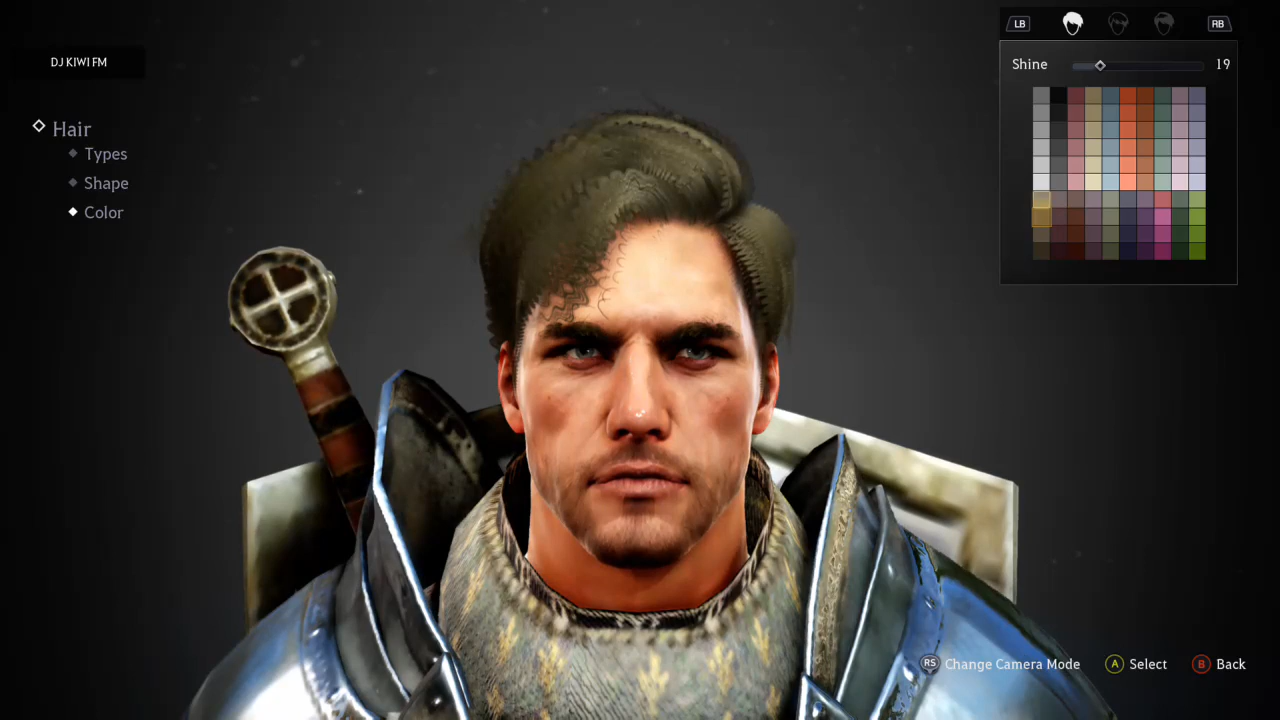 LB
RB
DJ KIWI FM
Shine 19
Hair
Types
Shape
Color
RS Change Camera Mode A Select B Back